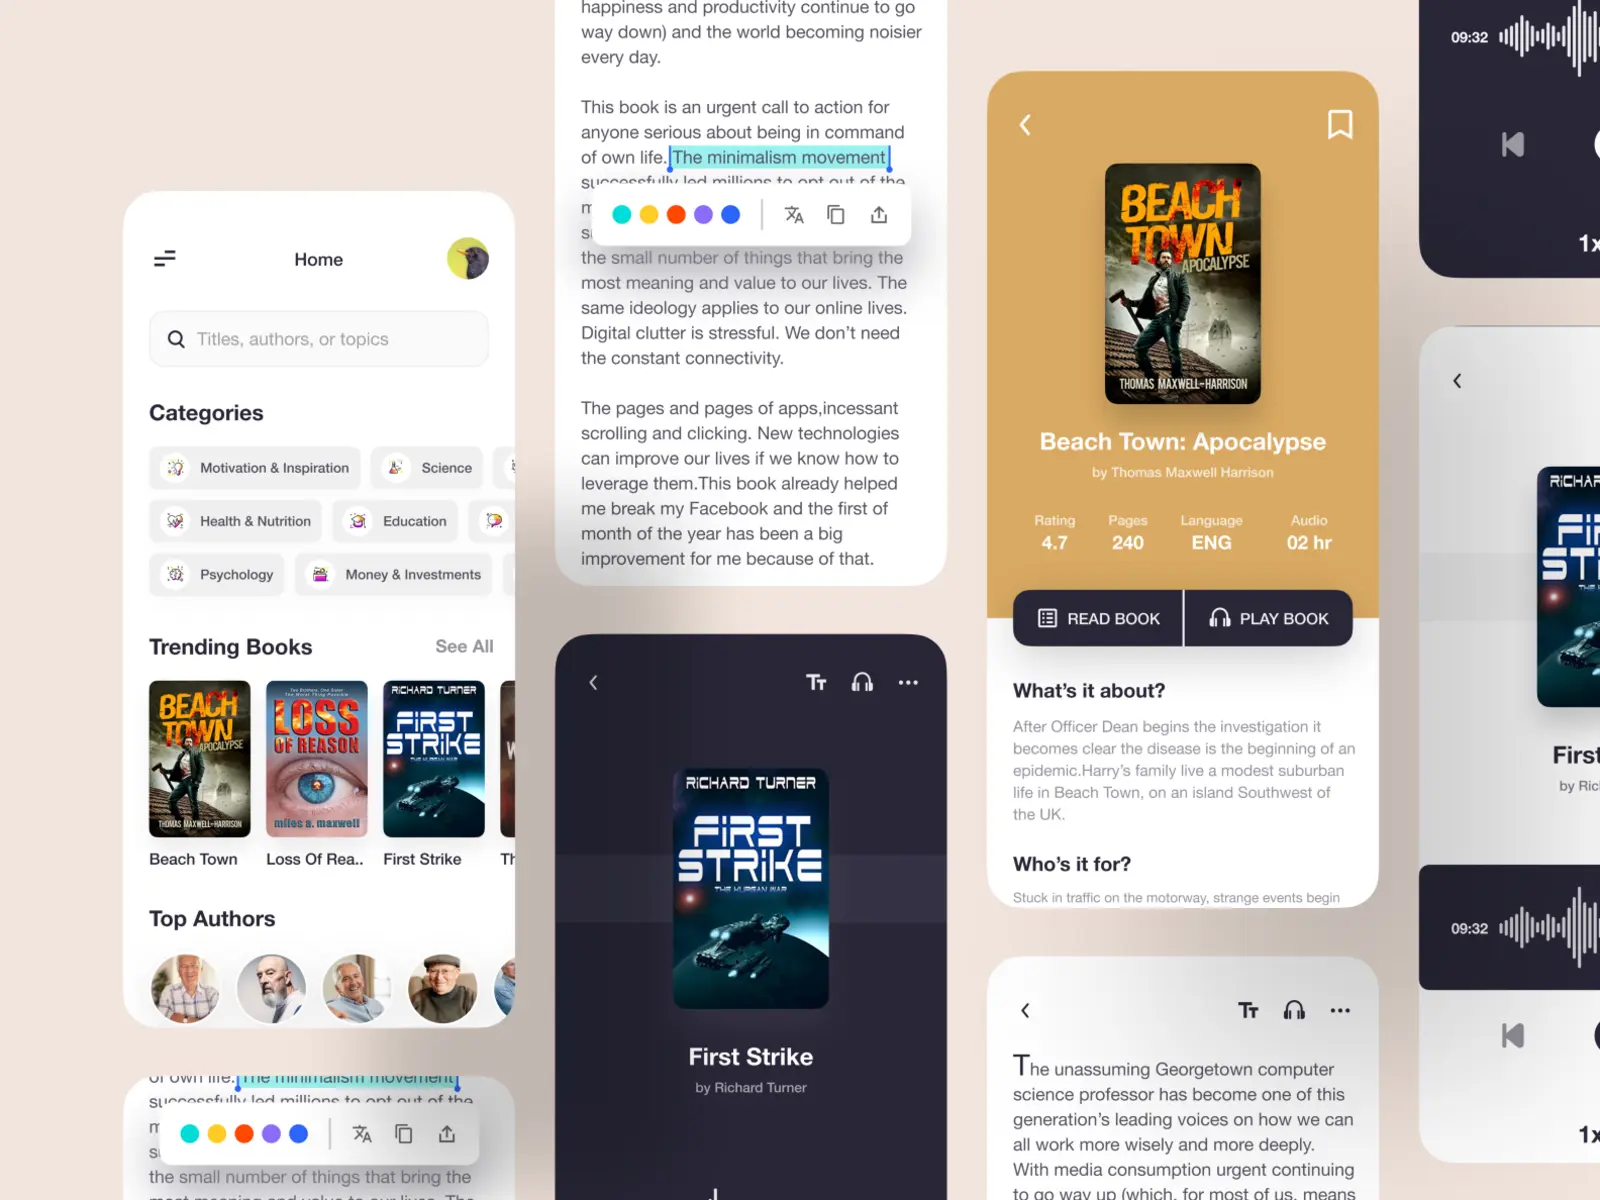 Home
Titles, authors, or topics
Categories
Motivation & Inspiration
Science
Health & Nutrition
Education
Psychology
Money & Investments
Trending Books
See All
BEACH
TOWN
APOCALYPSE
THOMAS MAXWELL-HARRISON
LOSS
OF REASON
miles a. maxwell
RICHARD TURNER
FIRST
STRIKE
Beach Town
Loss Of Rea..
First Strike
Th
Top Authors
of own life. The minimalism movement
successfully led millions to opt out of the
the small number of things that bring the
happiness and productivity continue to go
way down) and the world becoming noisier
every day.
This book is an urgent call to action for
anyone serious about being in command
of own life. The minimalism movement
successfully led millions to opt out of the
the small number of things that bring the
most meaning and value to our lives. The
same ideology applies to our online lives.
Digital clutter is stressful. We don't need
the constant connectivity.
The pages and pages of apps,incessant
scrolling and clicking. New technologies
can improve our lives if we know how to
leverage them.This book already helped
me break my Facebook and the first of
month of the year has been a big
improvement for me because of that.
RICHARD TURNER
FIRST
STRIKE
THE HUMAN WAR
First Strike
by Richard Turner
BEACH
TOWN
APOCALYPSE
THOMAS MAXWELL-HARRISON
Beach Town: Apocalypse
by Thomas Maxwell Harrison
Rating Pages Language Audio
4.7 240 ENG 02 hr
READ BOOK
PLAY BOOK
What's it about?
After Officer Dean begins the investigation it
becomes clear the disease is the beginning of an
epidemic.Harry's family live a modest suburban
life in Beach Town, on an island Southwest of
the UK.
Who's it for?
Stuck in traffic on the motorway, strange events begin
The unassuming Georgetown computer
science professor has become one of this
generation's leading voices on how we can
all work more wisely and more deeply.
With media consumption urgent continuing
to go way up (which, for most of us, means
09:32
1x
RICHAR
FIR
ST
First
by Ric
09:32
1x